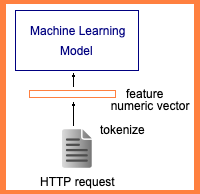 Machine Learning
Model
feature
numeric vector
tokenize
HTTP request